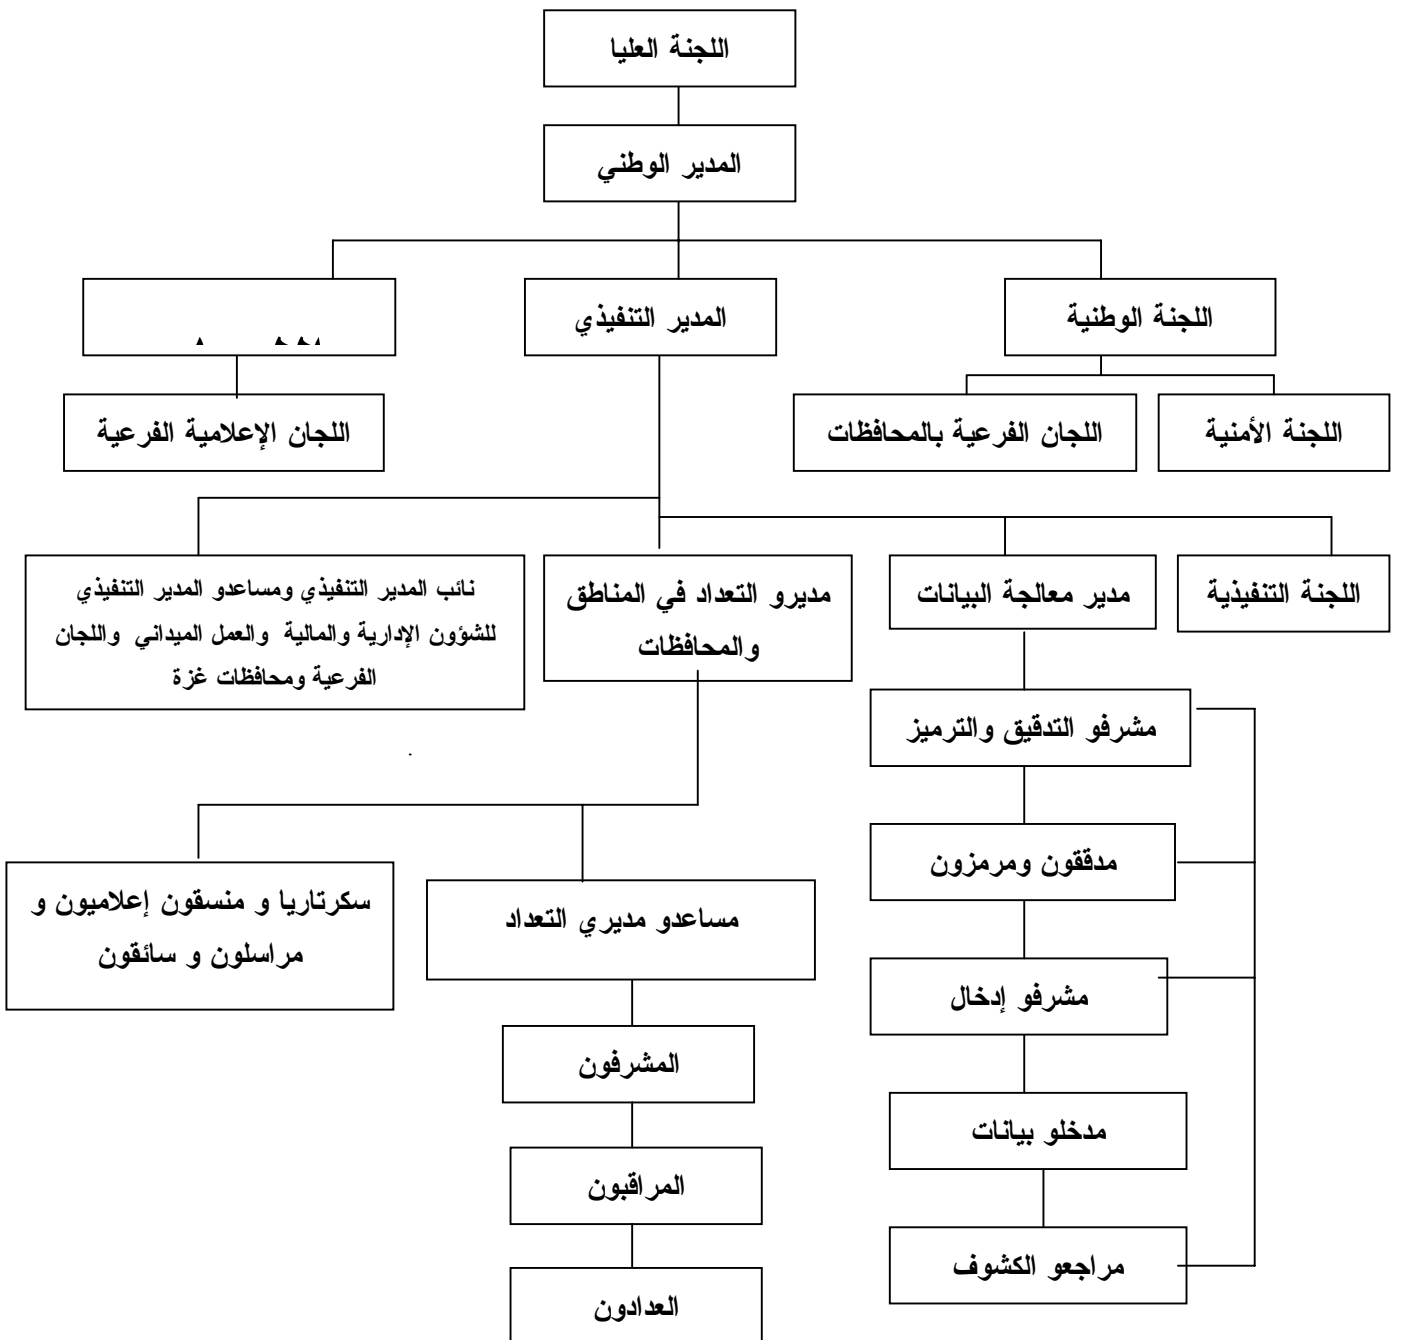 اللجنة العليا
المدير الوطني
اللجنة الوطنية
المدير التنفيذي
اللجنة الأمنية
اللجان الفرعية بالمحافظات
اللجان الإعلامية الفرعية
اللجنة التنفيذية
مدير معالجة البيانات
مديرو التعداد في المناطق
والمحافظات
نائب المدير التنفيذي ومساعدو المدير التنفيذي
للشؤون الإدارية والمالية والعمل الميداني واللجان
الفرعية ومحافظات غزة
مشرفو التدقيق والترميز
مدققون ومرمزون
مشرفو إدخال
مدخلو بيانات
مراجعو الكشوف
مساعدو مديري التعداد
سكرتاريا و منسقون إعلاميون و
مراسلون و سائقون
المشرفون
المراقبون
العدادون